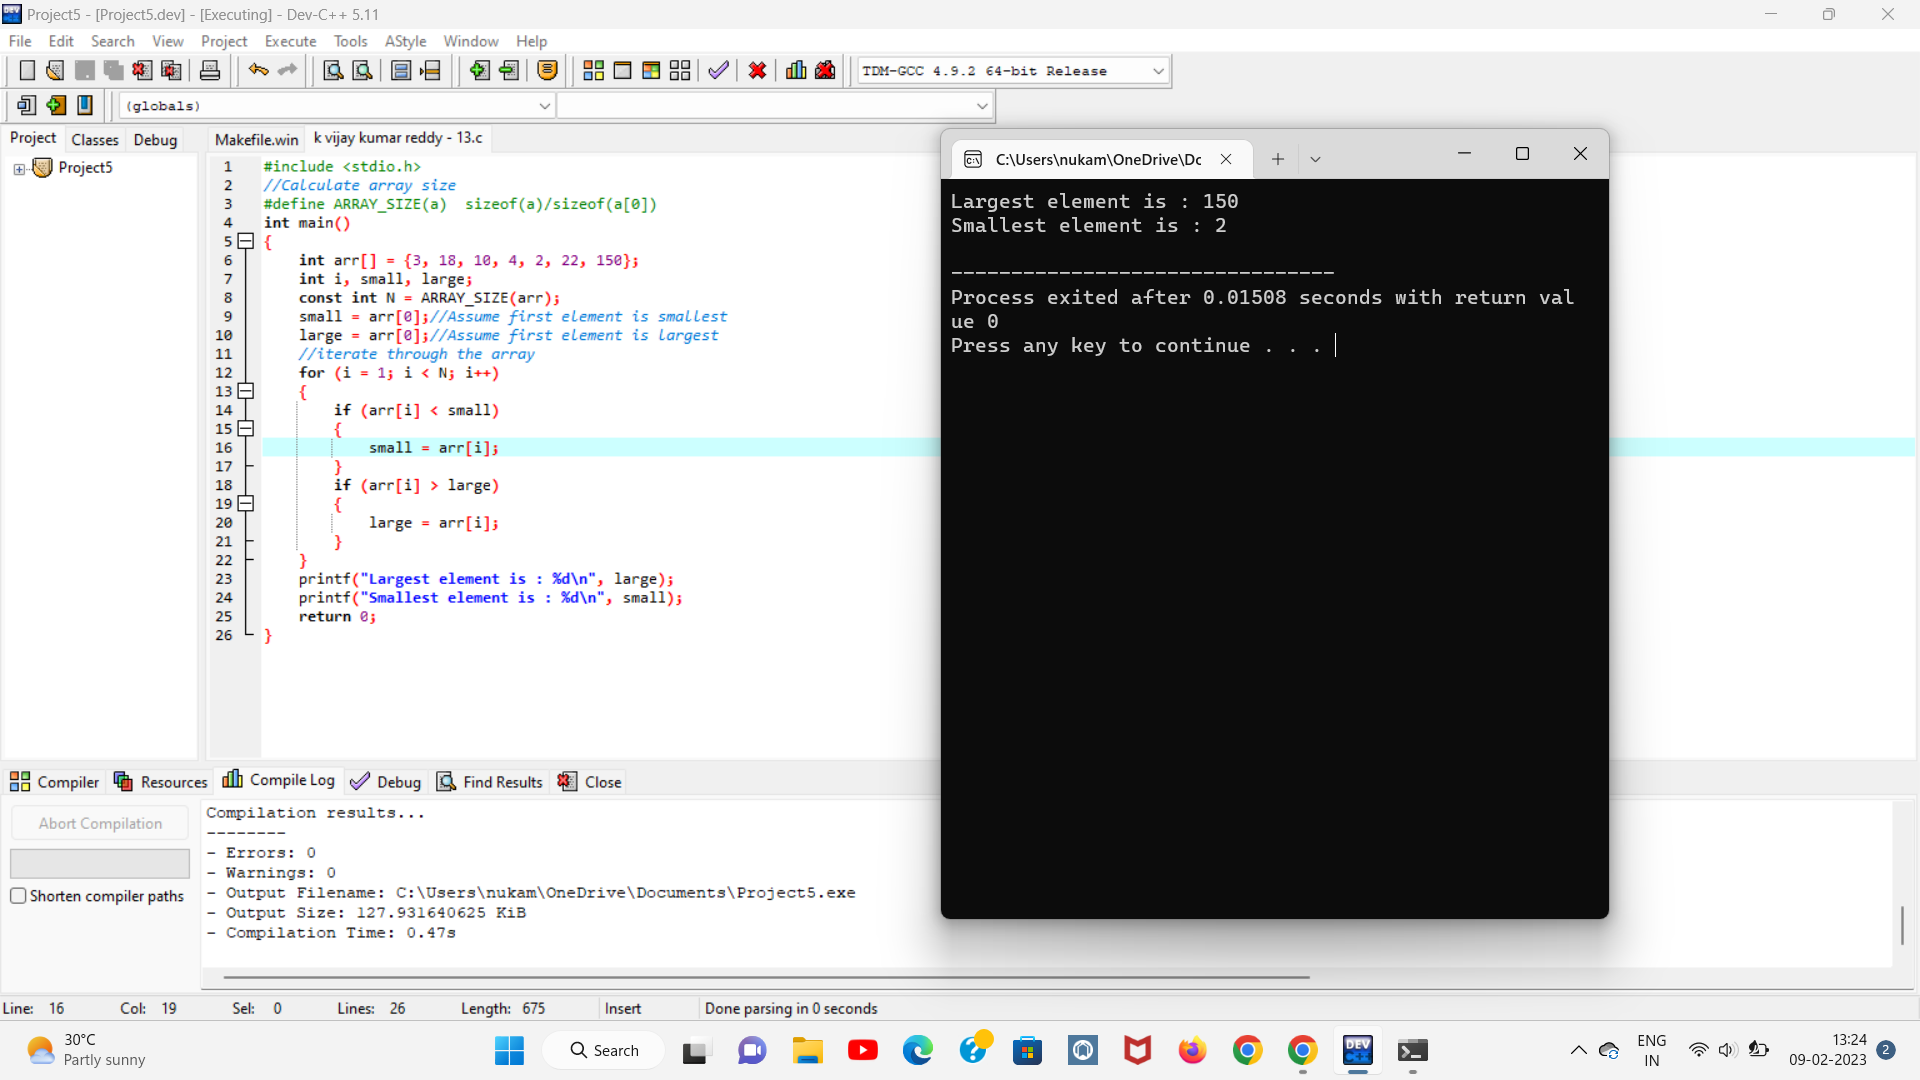 Project5 - [Project5.dev] - [Executing] - Dev-C++ 5.11
File Edit Search View Project Execute Tools AStyle Window Help
TDM-GCC 4.9.2 64-bit Release
(globals)
Project Classes Debug
Makefile.win k vijay kumar reddy - 13.c
Project5
1 #include <stdio.h>
2 //Calculate array size
3 #define ARRAY_SIZE(a)  sizeof(a)/sizeof(a[0])
4 int main()
5 {
6 int arr[] = {3, 18, 10, 4, 2, 22, 150};
7 int i, small, large;
8 const int N = ARRAY_SIZE(arr);
9 small = arr[0];//Assume first element is smallest
10 large = arr[0];//Assume first element is largest
11 //iterate through the array
12 for (i = 1; i < N; i++)
13 {
14 if (arr[i] < small)
15 {
16 small = arr[i];
17 }
18 if (arr[i] > large)
19 {
20 large = arr[i];
21 }
22 }
23 printf("Largest element is : %d\n", large);
24 printf("Smallest element is : %d\n", small);
25 return 0;
26 }
C:\Users\nukam\OneDrive\Dc
Largest element is : 150
Smallest element is : 2
--------------------------------
Process exited after 0.01508 seconds with return val
ue 0
Press any key to continue . . .
Compiler Resources Compile Log Debug Find Results Close
Abort Compilation
Shorten compiler paths
Compilation results...
--------
- Errors: 0
- Warnings: 0
- Output Filename: C:\Users\nukam\OneDrive\Documents\Project5.exe
- Output Size: 127.931640625 KiB
- Compilation Time: 0.47s
Line: 16 Col: 19 Sel: 0 Lines: 26 Length: 675 Insert Done parsing in 0 seconds
30°C
Partly sunny
Search
DEV
C++
ENG
IN
13:24
09-02-2023
2